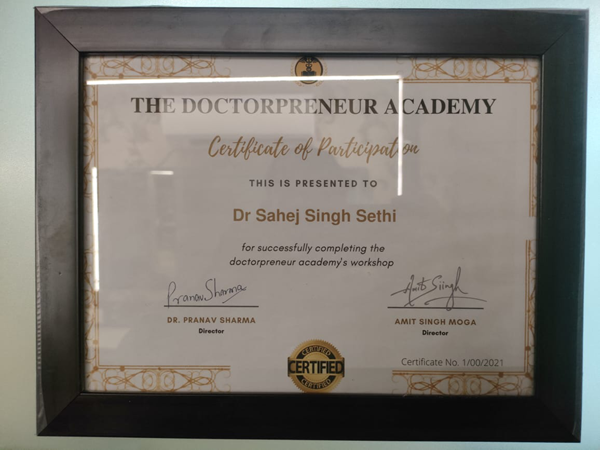 THE DOCTORPRENEUR ACADEMY
Certificate of Participation
THIS IS PRESENTED TO
Dr Sahej Singh Sethi
for successfully completing the
doctorpreneur academy's workshop
Pranav Sharma
Amit Singh
DR. PRANAV SHARMA
AMIT SINGH MOGA
Director
Director
Certificate No. 1/00/2021
CERTIFIED
CERTIFIED
CERTIFIED